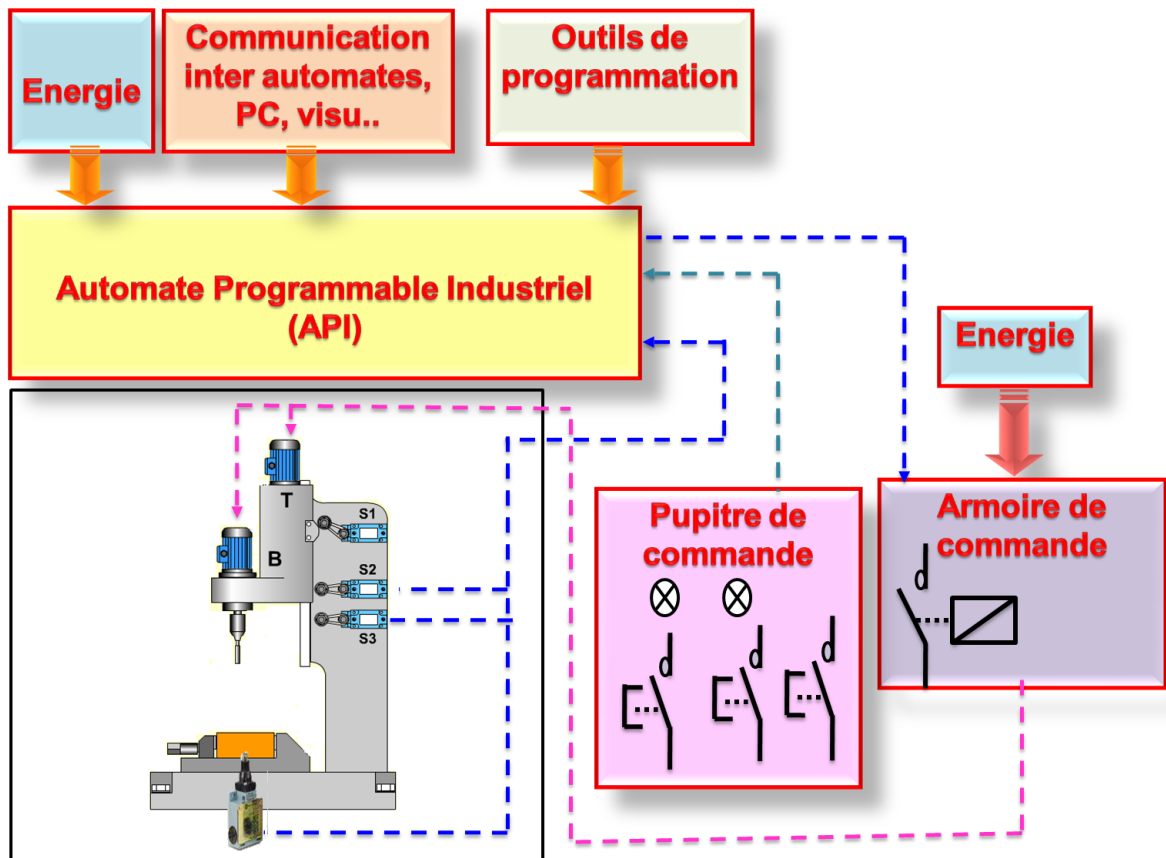 Energie
Communication
inter automates,
PC, visu..
Outils de
programmation
Automate Programmable Industriel
(API)
Energie
T
B
S1
S2
S3
Pupitre de
commande
Armoire de
commande